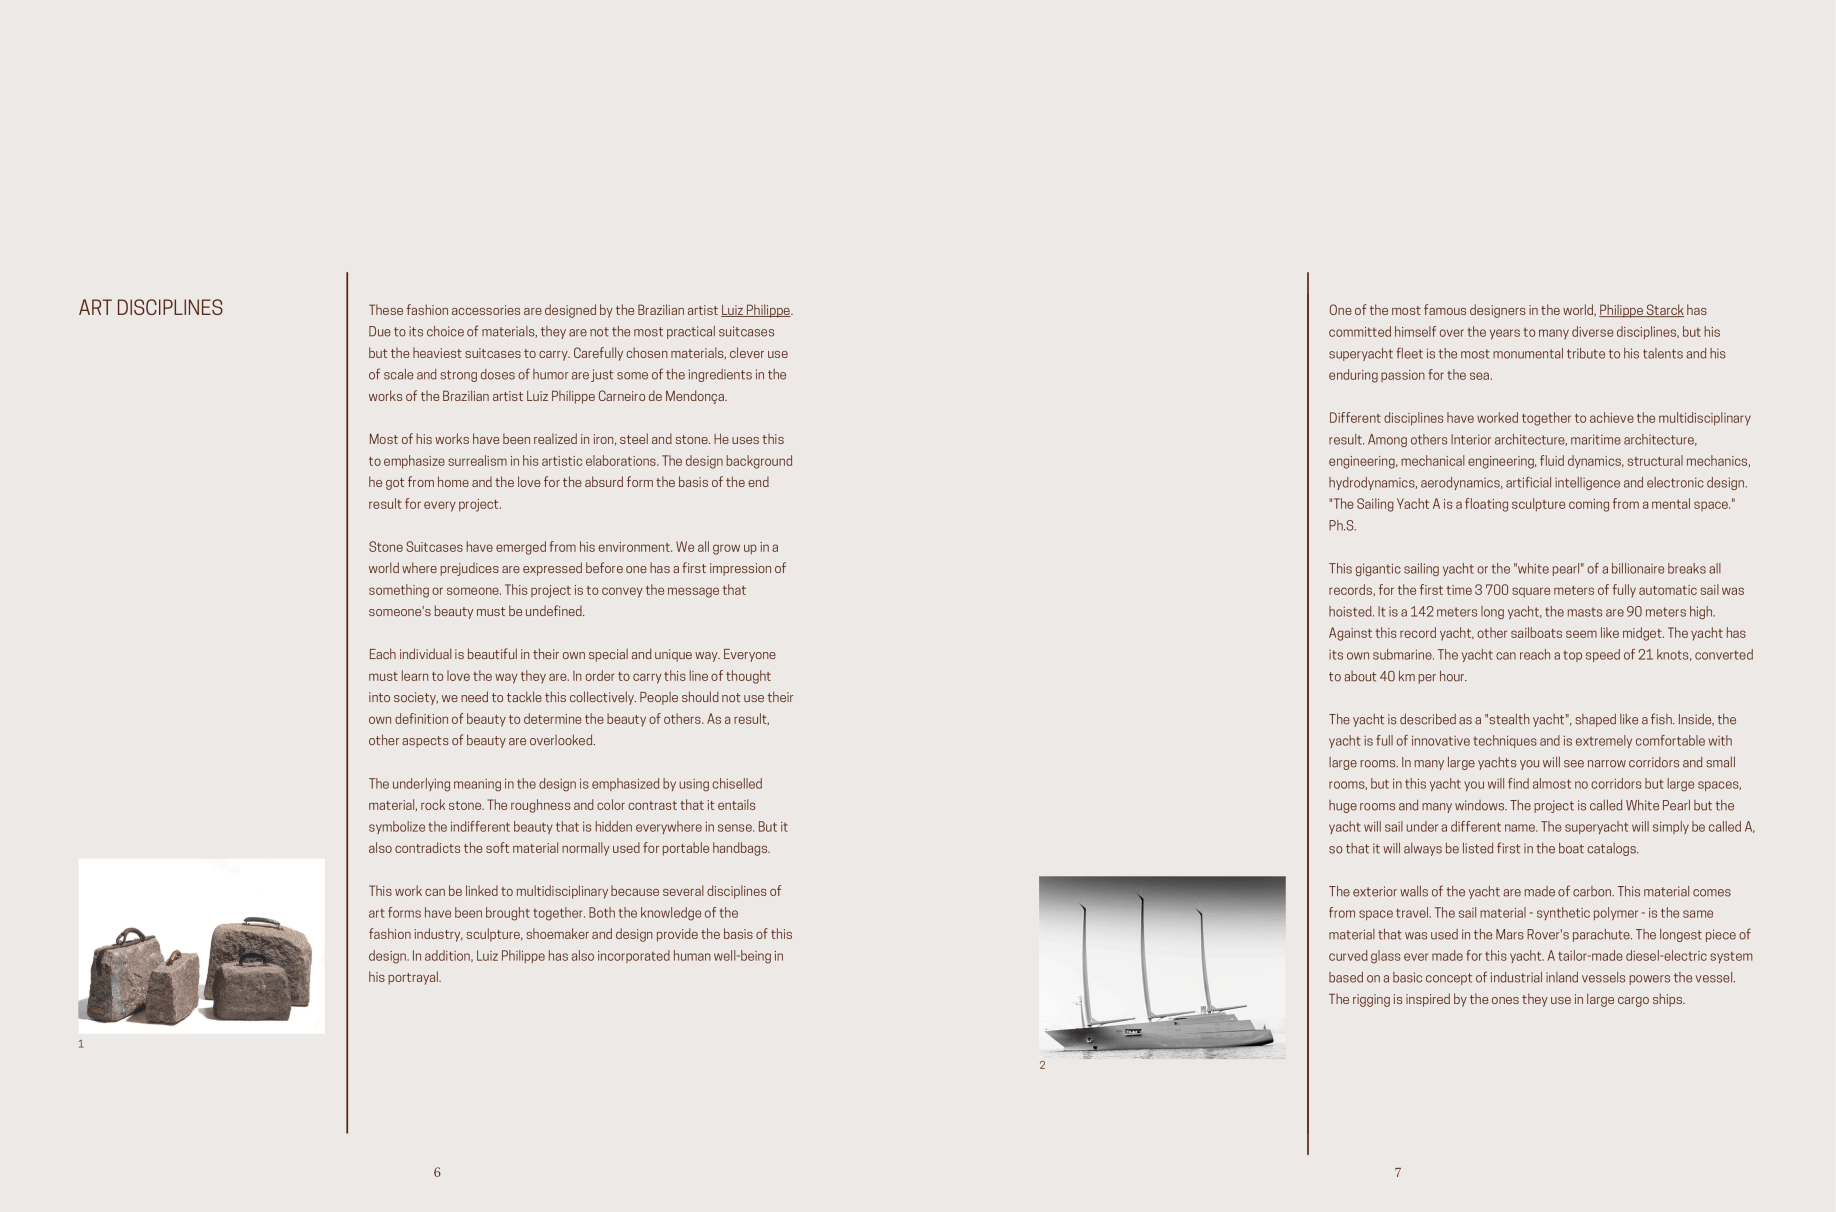 ART DISCIPLINES
These fashion accessories are designed by the Brazilian artist Luiz Philippe.
Due to its choice of materials, they are not the most practical suitcases
but the heaviest suitcases to carry. Carefully chosen materials, clever use
of scale and strong doses of humor are just some of the ingredients in the
works of the Brazilian artist Luiz Philippe Carneiro de Mendonça.
Most of his works have been realized in iron, steel and stone. He uses this
to emphasize surrealism in his artistic elaborations. The design background
he got from home and the love for the absurd form the basis of the end
result for every project.
Stone Suitcases have emerged from his environment. We all grow up in a
world where prejudices are expressed before one has a first impression of
something or someone. This project is to convey the message that
someone's beauty must be undefined.
Each individual is beautiful in their own special and unique way. Everyone
must learn to love the way they are. In order to carry this line of thought
into society, we need to tackle this collectively. People should not use their
own definition of beauty to determine the beauty of others. As a result,
other aspects of beauty are overlooked.
The underlying meaning in the design is emphasized by using chiselled
material, rock stone. The roughness and color contrast that it entails
symbolize the indifferent beauty that is hidden everywhere in sense. But it
also contradicts the soft material normally used for portable handbags.
This work can be linked to multidisciplinary because several disciplines of
art forms have been brought together. Both the knowledge of the
fashion industry, sculpture, shoemaker and design provide the basis of this
design. In addition, Luiz Philippe has also incorporated human well-being in
his portrayal.
1
6
One of the most famous designers in the world, Philippe Starck has
committed himself over the years to many diverse disciplines, but his
superyacht fleet is the most monumental tribute to his talents and his
enduring passion for the sea.
Different disciplines have worked together to achieve the multidisciplinary
result. Among others Interior architecture, maritime architecture,
engineering, mechanical engineering, fluid dynamics, structural mechanics,
hydrodynamics, aerodynamics, artificial intelligence and electronic design.
"The Sailing Yacht A is a floating sculpture coming from a mental space."
Ph.S.
This gigantic sailing yacht or the "white pearl" of a billionaire breaks all
records, for the first time 3 700 square meters of fully automatic sail was
hoisted. It is a 142 meters long yacht, the masts are 90 meters high.
Against this record yacht, other sailboats seem like midget. The yacht has
its own submarine. The yacht can reach a top speed of 21 knots, converted
to about 40 km per hour.
The yacht is described as a "stealth yacht", shaped like a fish. Inside, the
yacht is full of innovative techniques and is extremely comfortable with
large rooms. In many large yachts you will see narrow corridors and small
rooms, but in this yacht you will find almost no corridors but large spaces,
huge rooms and many windows. The project is called White Pearl but the
yacht will sail under a different name. The superyacht will simply be called A,
so that it will always be listed first in the boat catalogs.
The exterior walls of the yacht are made of carbon. This material comes
from space travel. The sail material - synthetic polymer - is the same
material that was used in the Mars Rover's parachute. The longest piece of
curved glass ever made for this yacht. A tailor-made diesel-electric system
based on a basic concept of industrial inland vessels powers the vessel.
The rigging is inspired by the ones they use in large cargo ships.
2
7